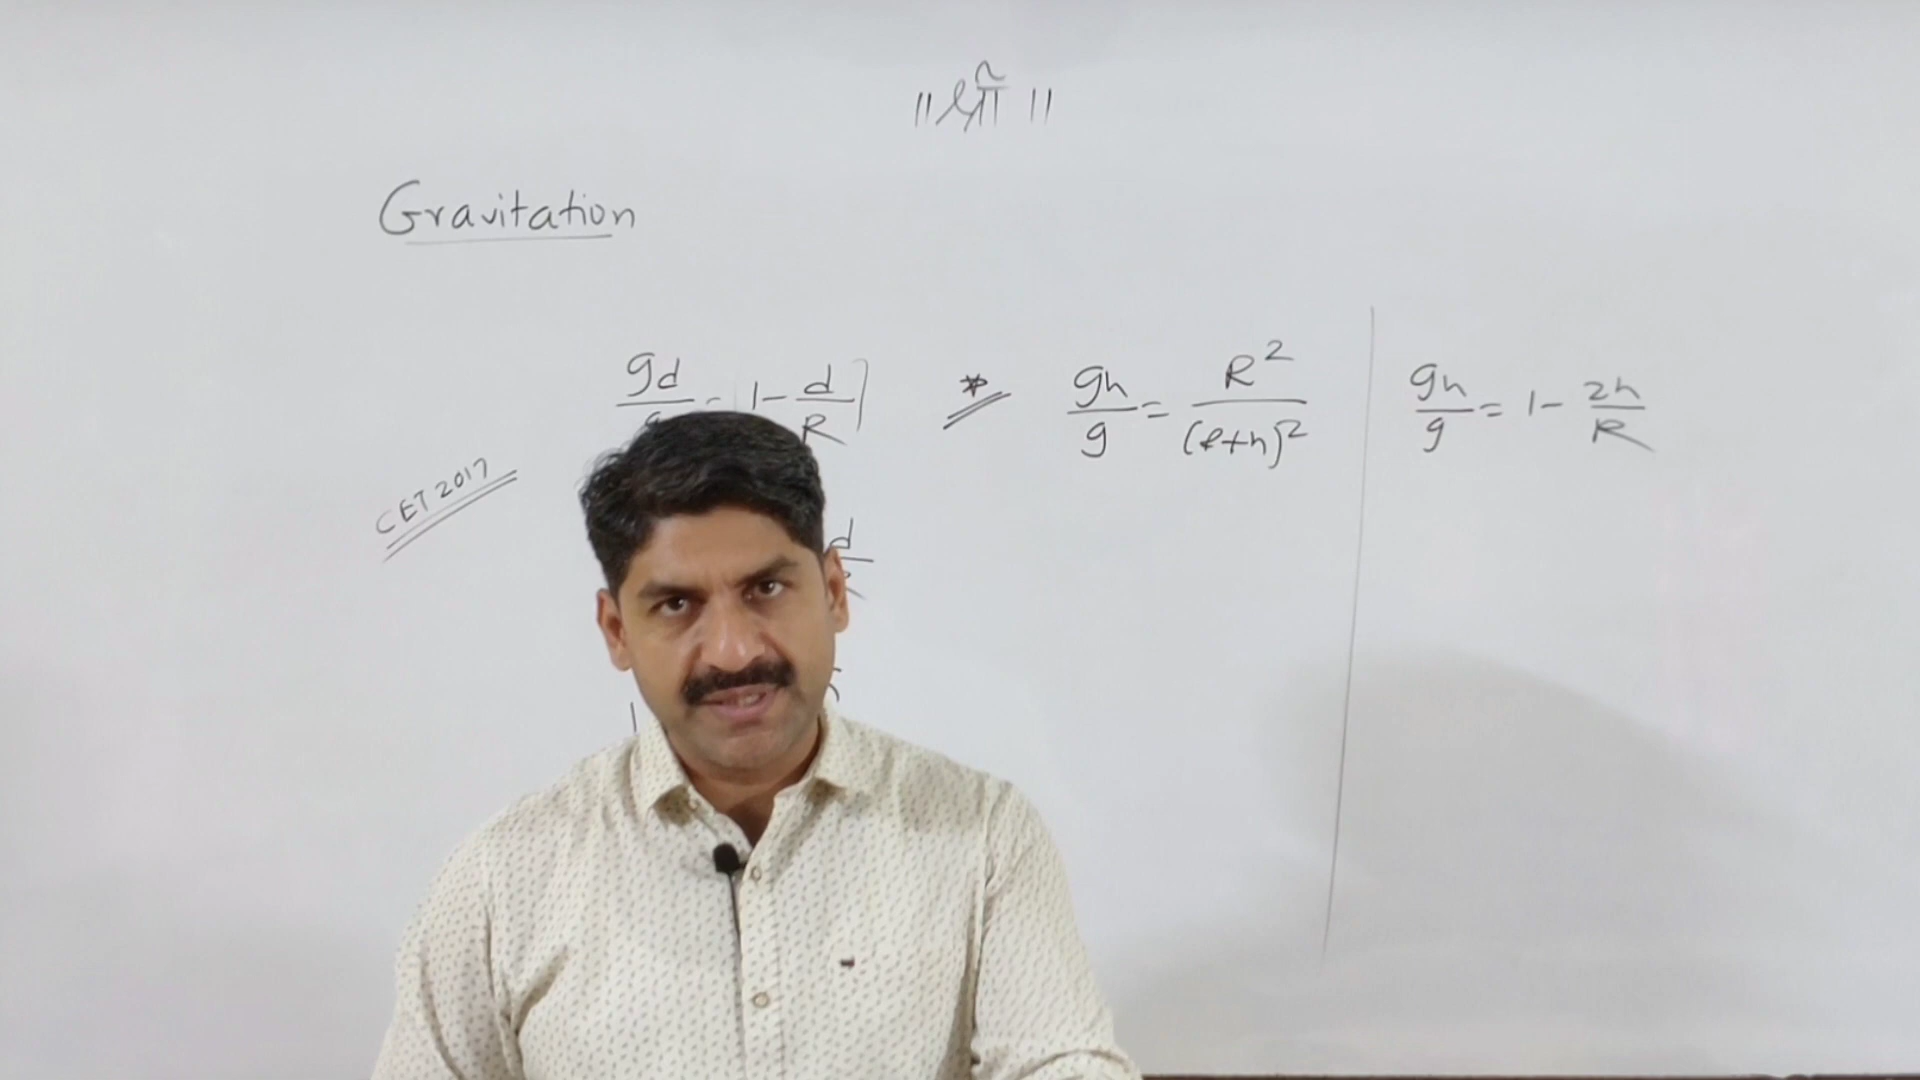 ॥ श्री ॥
Gravitation
gd = 1 - d/R
* gh/g = R²/(R+h)²
gh/g = 1 - 2h/R
CET 2017
d